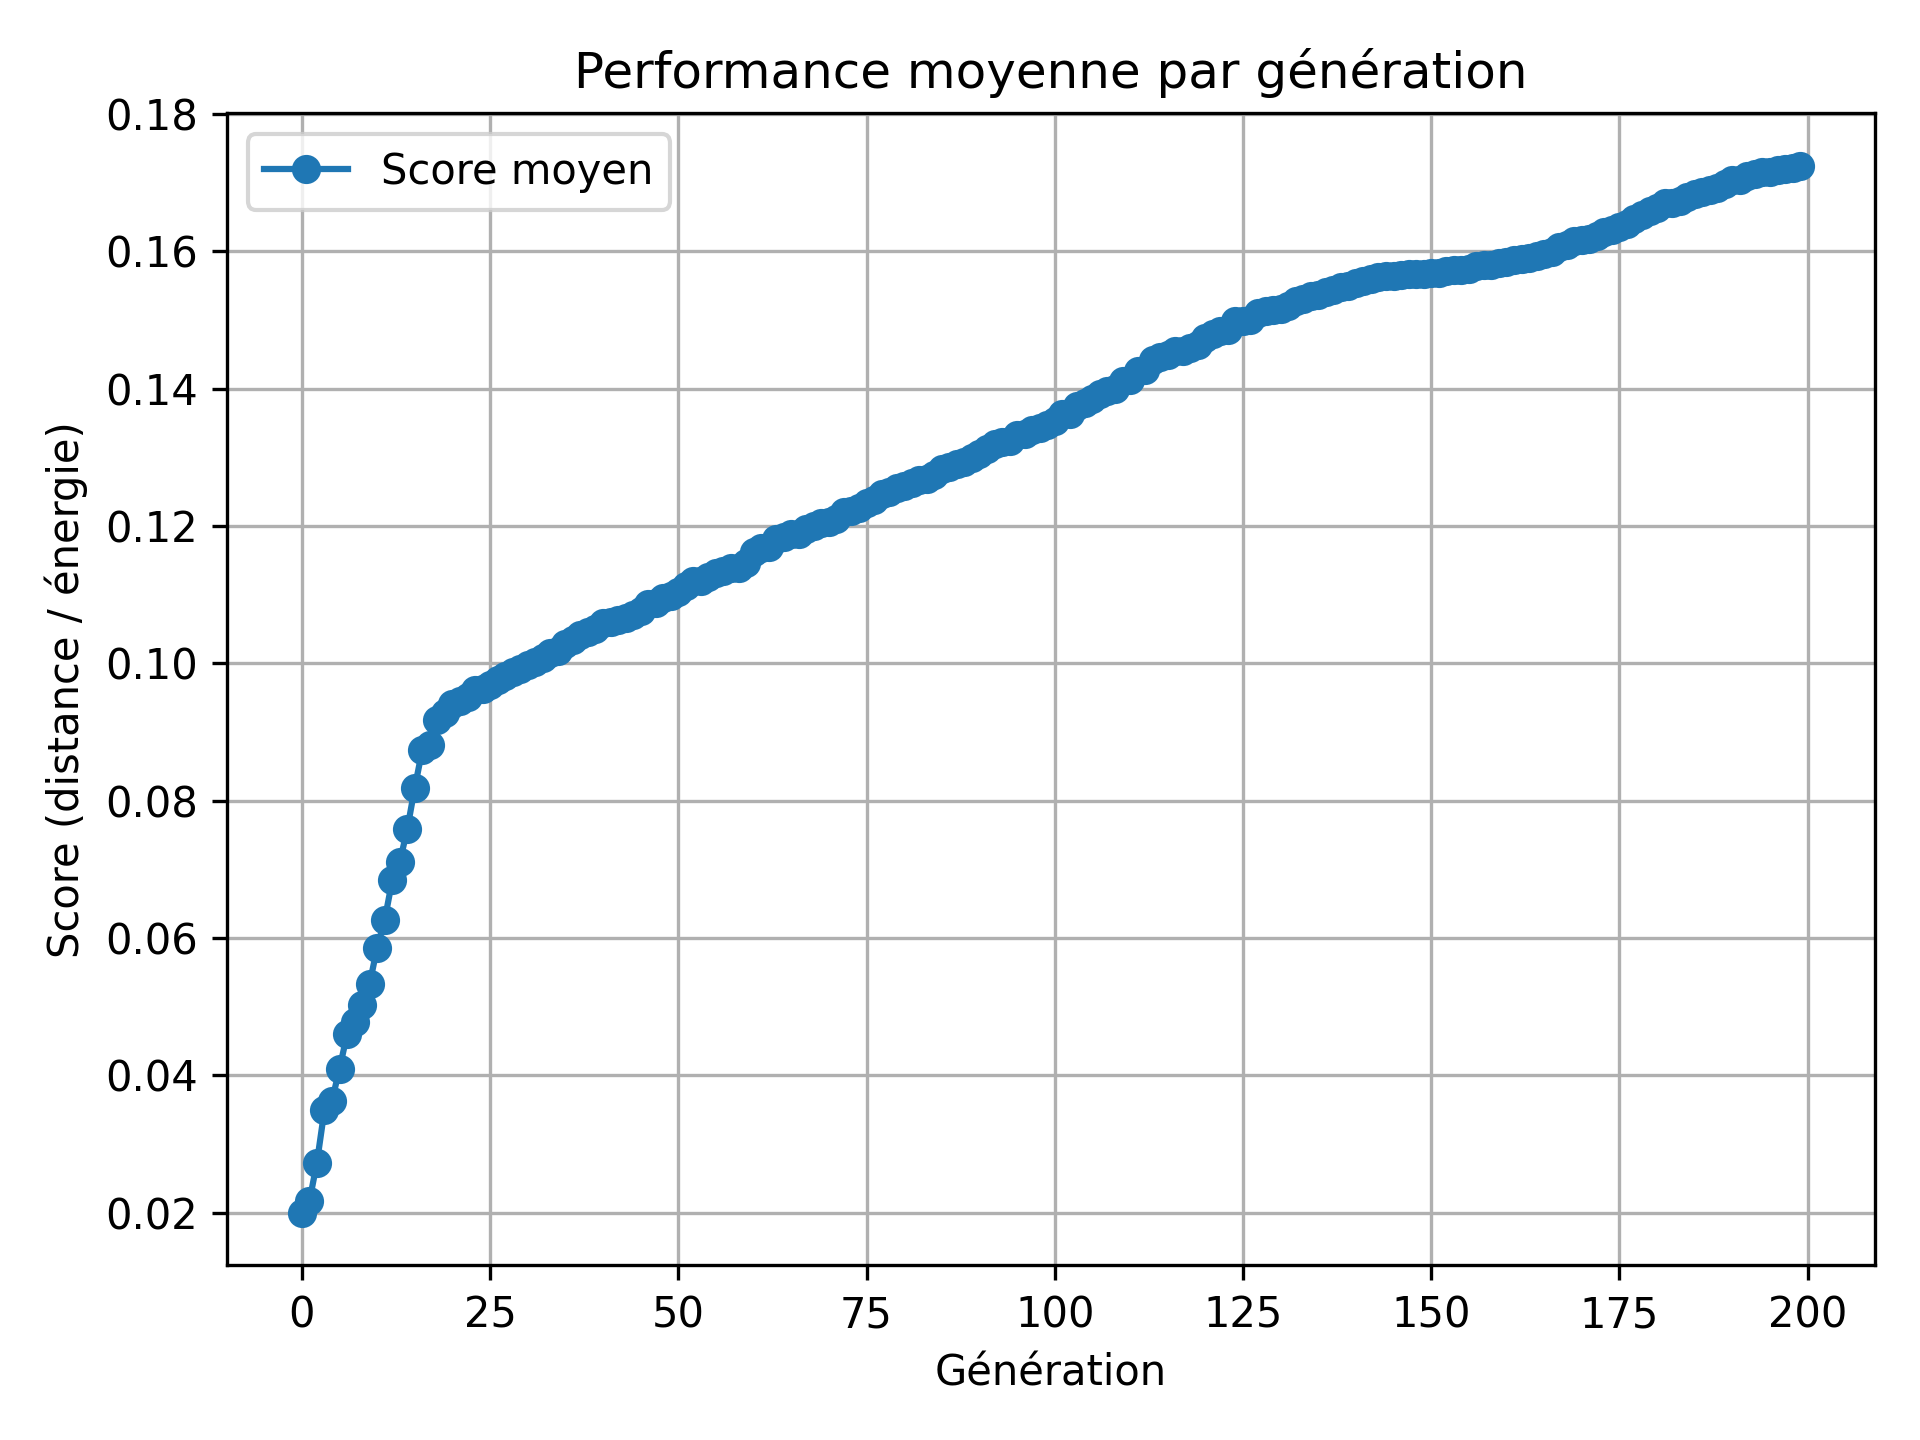 Performance moyenne par génération
Score moyen
Score (distance / énergie)
0.18
0.16
0.14
0.12
0.10
0.08
0.06
0.04
0.02
0 25 50 75 100 125 150 175 200
Génération